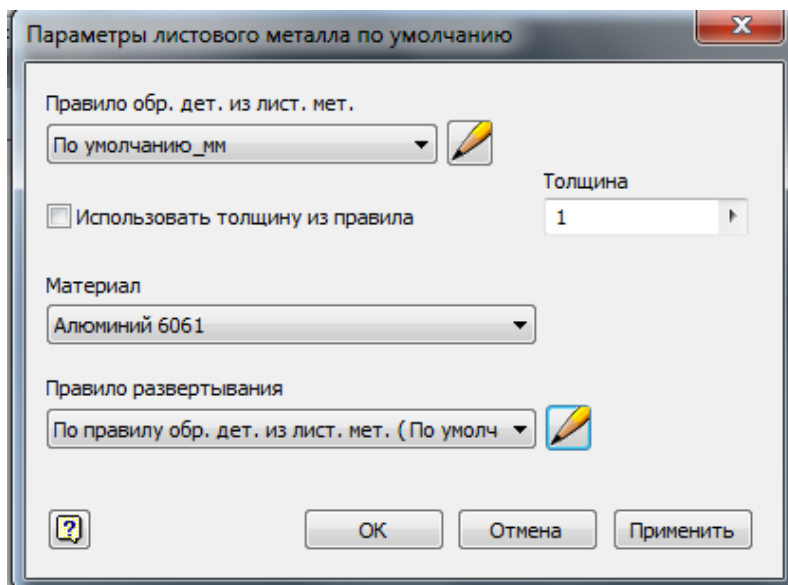 Параметры листового металла по умолчанию
Правило обр. дет. из лист. мет.
По умолчанию_мм
Толщина
Использовать толщину из правила
1
Материал
Алюминий 6061
Правило развертывания
По правилу обр. дет. из лист. мет. (По умолч
ОК
Отмена
Применить